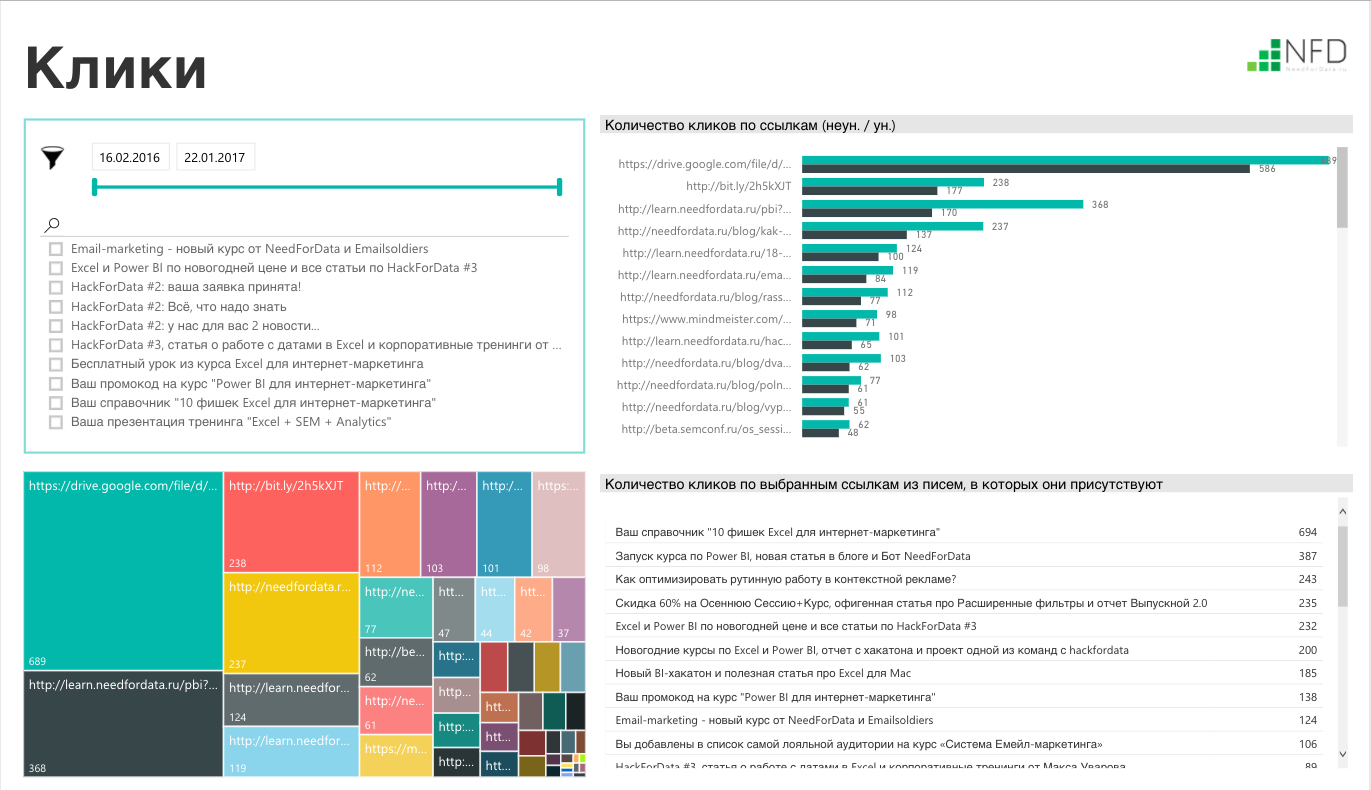 Клики
NFD
NeedForData.ru
16.02.2016 22.01.2017
Email-marketing - новый курс от NeedForData и Emailsoldiers
Excel и Power BI по новогодней цене и все статьи по HackForData #3
HackForData #2: ваша заявка принята!
HackForData #2: Всё, что надо знать
HackForData #2: у нас для вас 2 новости...
HackForData #3, статья о работе с датами в Excel и корпоративные тренинги от ...
Бесплатный урок из курса Excel для интернет-маркетинга
Ваш промокод на курс "Power BI для интернет-маркетинга"
Ваш справочник "10 фишек Excel для интернет-маркетинга"
Ваша презентация тренинга "Excel + SEM + Analytics"
Количество кликов по ссылкам (неун. / ун.)
https://drive.google.com/file/d/... 689 586
http://bit.ly/2h5kXJT 238 177
http://learn.needfordata.ru/pbi?... 368 170
http://needfordata.ru/blog/kak-... 237 137
http://learn.needfordata.ru/18-... 124 100
http://learn.needfordata.ru/ema... 119 84
http://needfordata.ru/blog/rass... 112 77
https://www.mindmeister.com/... 98 71
http://learn.needfordata.ru/hac... 101 65
http://needfordata.ru/blog/dva... 103 62
http://needfordata.ru/blog/poln... 77 61
http://needfordata.ru/blog/vyp... 61 55
http://beta.semconf.ru/os_sessi... 62 48
https://drive.google.com/file/d/...
689
http://learn.needfordata.ru/pbi?...
368
http://bit.ly/2h5kXJT
238
http://needfordata.r...
237
http://learn.needfor...
124
http://learn.needfor...
119
http://...
112
http:/...
103
http:/...
101
https:...
98
http://ne...
77
http://be...
62
http://ne...
61
https://m...
htt...
47
htt...
44
htt...
42
37
http:...
http...
http:...
http:...
htt...
htt...
htt...
Количество кликов по выбранным ссылкам из писем, в которых они присутствуют
Ваш справочник "10 фишек Excel для интернет-маркетинга" 694
Запуск курса по Power BI, новая статья в блоге и Бот NeedForData 387
Как оптимизировать рутинную работу в контекстной рекламе? 243
Скидка 60% на Осеннюю Сессию+Курс, офигенная статья про Расширенные фильтры и отчет Выпускной 2.0 235
Excel и Power BI по новогодней цене и все статьи по HackForData #3 232
Новогодние курсы по Excel и Power BI, отчет с хакатона и проект одной из команд с hackfordata 200
Новый BI-хакатон и полезная статья про Excel для Mac 185
Ваш промокод на курс "Power BI для интернет-маркетинга" 138
Email-marketing - новый курс от NeedForData и Emailsoldiers 124
Вы добавлены в список самой лояльной аудитории на курс «Система Емейл-маркетинга» 106
HackForData #3, статья о работе с датами в Excel и корпоративные тренинги от Макса Уварова 89